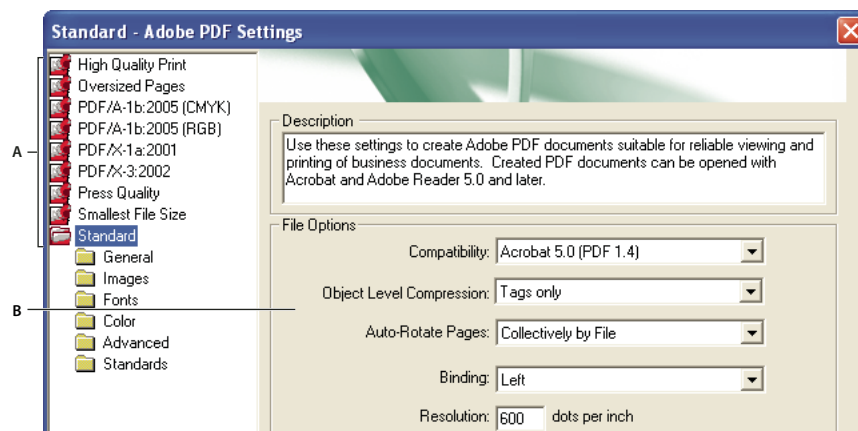 Standard - Adobe PDF Settings
High Quality Print
Oversized Pages
PDF/A-1b:2005 (CMYK)
PDF/A-1b:2005 (RGB)
PDF/X-1a:2001
PDF/X-3:2002
Press Quality
Smallest File Size
Standard
General
Images
Fonts
Color
Advanced
Standards
A
B
Description
Use these settings to create Adobe PDF documents suitable for reliable viewing and
printing of business documents. Created PDF documents can be opened with
Acrobat and Adobe Reader 5.0 and later.
File Options
Compatibility: Acrobat 5.0 (PDF 1.4)
Object Level Compression: Tags only
Auto-Rotate Pages: Collectively by File
Binding: Left
Resolution: 600 dots per inch